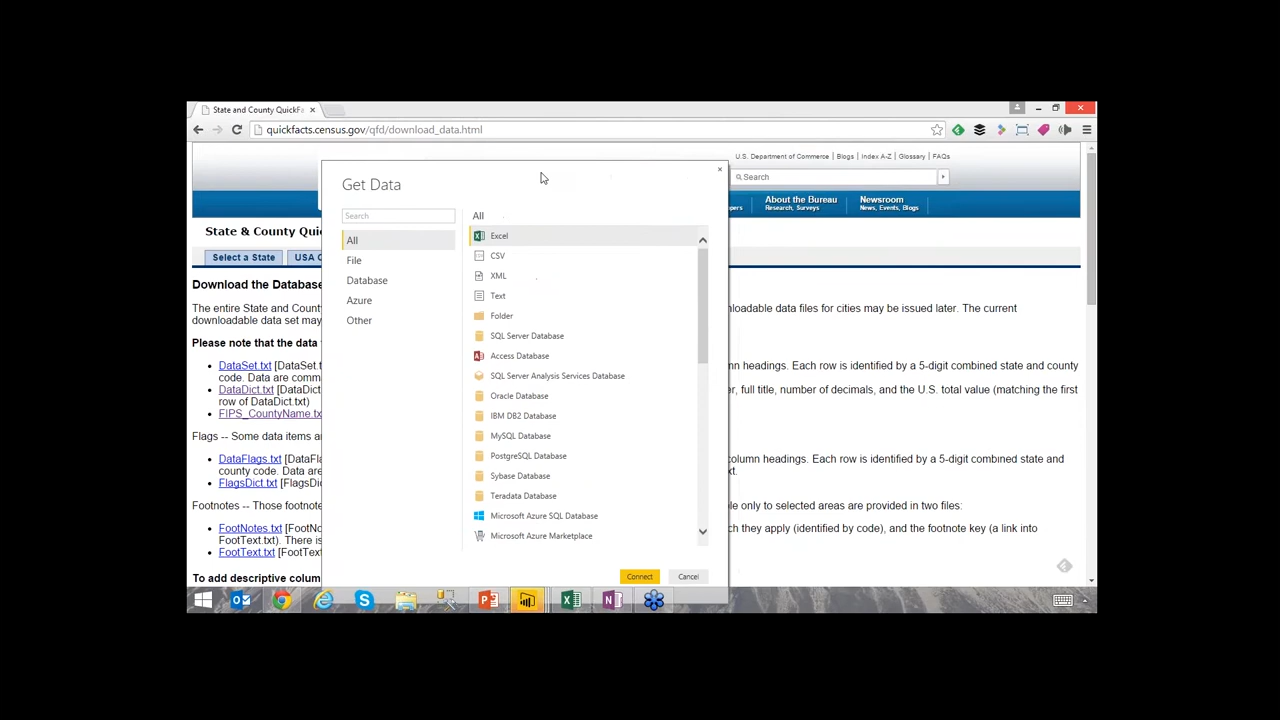 State and County QuickFa
quickfacts.census.gov/qfd/download_data.html
U.S. Department of Commerce | Blogs | Index A-Z | Glossary | FAQs
Search
About the Bureau
Research, Surveys
Newsroom
News, Events, Blogs
State & County Qui
Select a State
USA
Download the Database
The entire State and Count
nloadable data files for cities may be issued later. The current
downloadable data set may
Please note that the data
DataSet.txt [DataSet.t
mn headings. Each row is identified by a 5-digit combined state and county
code. Data are comm
DataDict.txt [DataDict
er, full title, number of decimals, and the U.S. total value (matching the first
row of DataDict.txt)
FIPS_CountyName.tx
Flags -- Some data items ar
DataFlags.txt [DataFla
column headings. Each row is identified by a 5-digit combined state and
county code. Data are
xt.
FlagsDict.txt [FlagsDi
Footnotes -- Those footnote
le only to selected areas are provided in two files:
FootNotes.txt [FootN
ch they apply (identified by code), and the footnote key (a link into
FootText.txt). There is
FootText.txt [FootText
To add descriptive colum
Get Data
Search
All
File
Database
Azure
Other
All
Excel
CSV
XML
Text
Folder
SQL Server Database
Access Database
SQL Server Analysis Services Database
Oracle Database
IBM DB2 Database
MySQL Database
PostgreSQL Database
Sybase Database
Teradata Database
Microsoft Azure SQL Database
Microsoft Azure Marketplace
Connect
Cancel